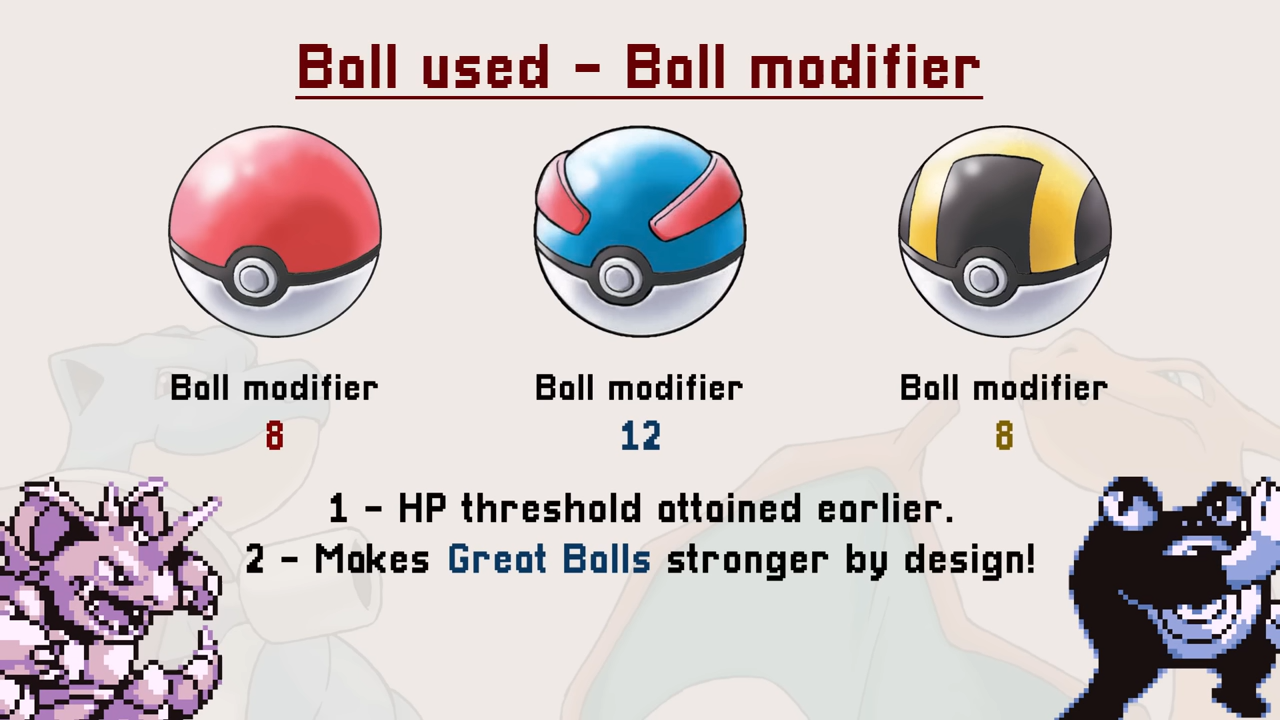 Ball used - Ball modifier
Ball modifier
8
Ball modifier
12
Ball modifier
8
1 - HP threshold attained earlier.
2 - Makes Great Balls stronger by design!